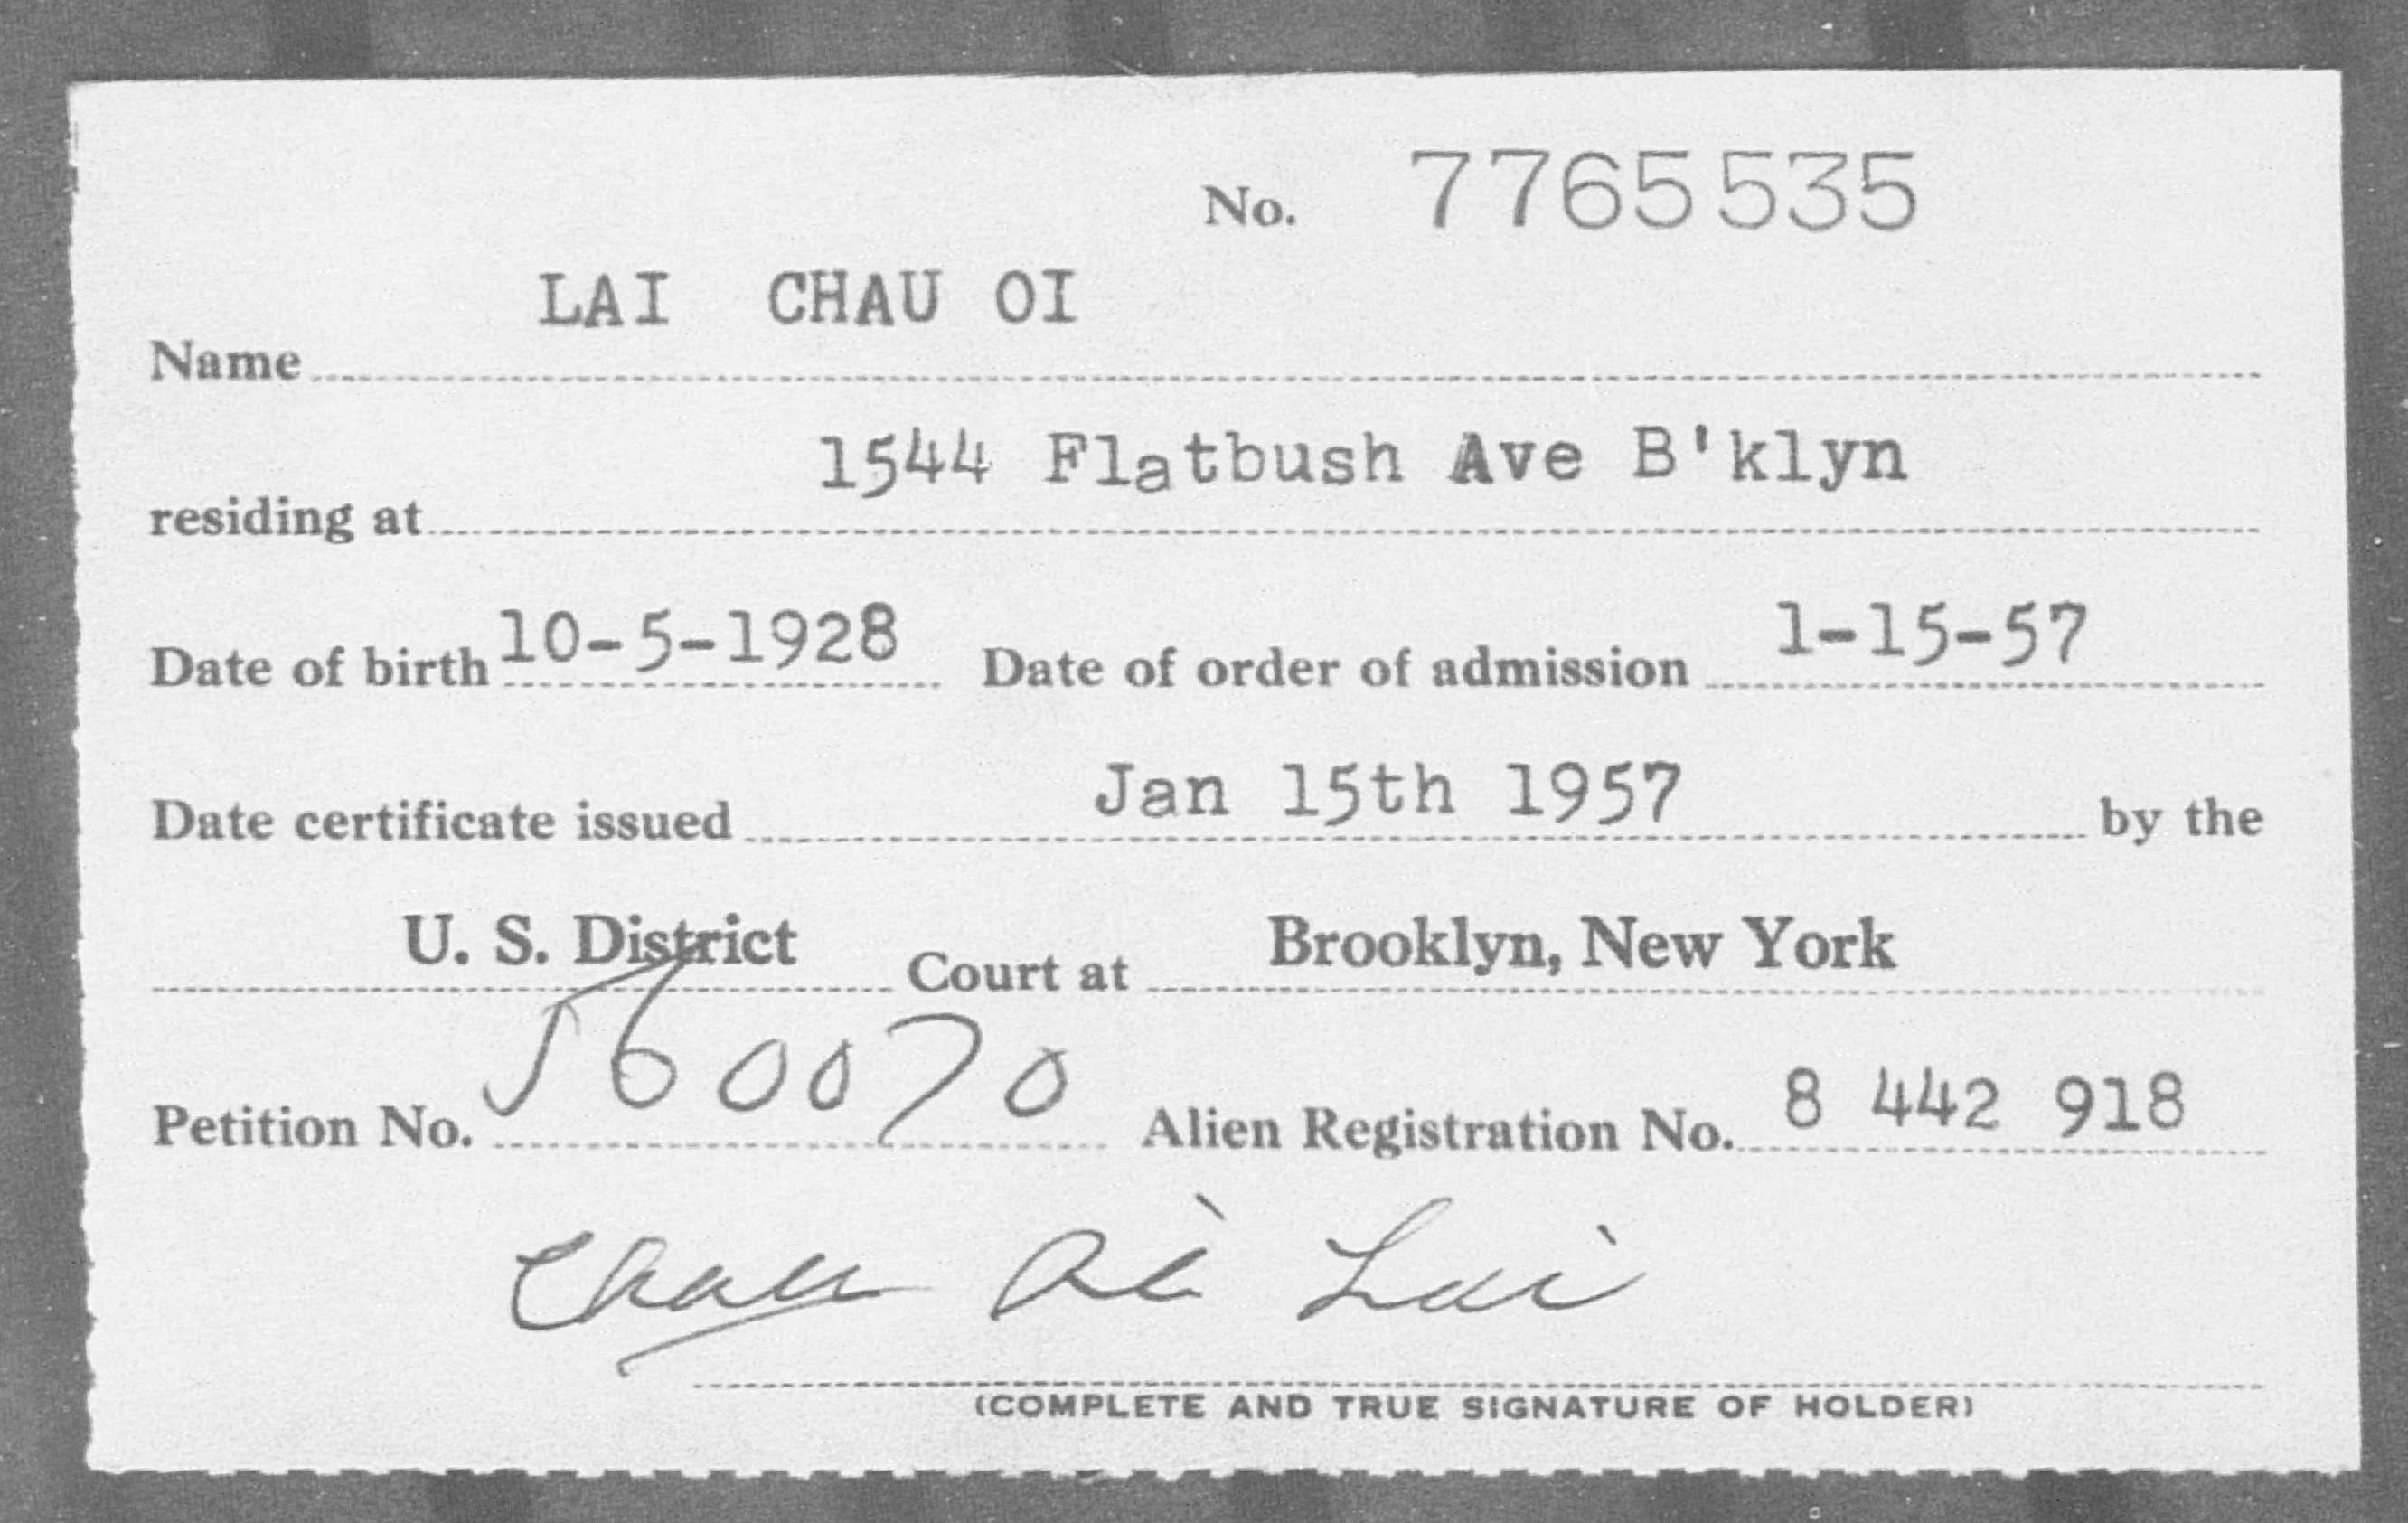 No. 7765535
LAI CHAU OI
Name
1544 Flatbush Ave B'klyn
residing at
Date of birth 10-5-1928 Date of order of admission 1-15-57
Date certificate issued Jan 15th 1957 by the
U. S. District Court at Brooklyn, New York
Petition No. 560070 Alien Registration No. 8 442 918
Chau Oi Lai
(COMPLETE AND TRUE SIGNATURE OF HOLDER)